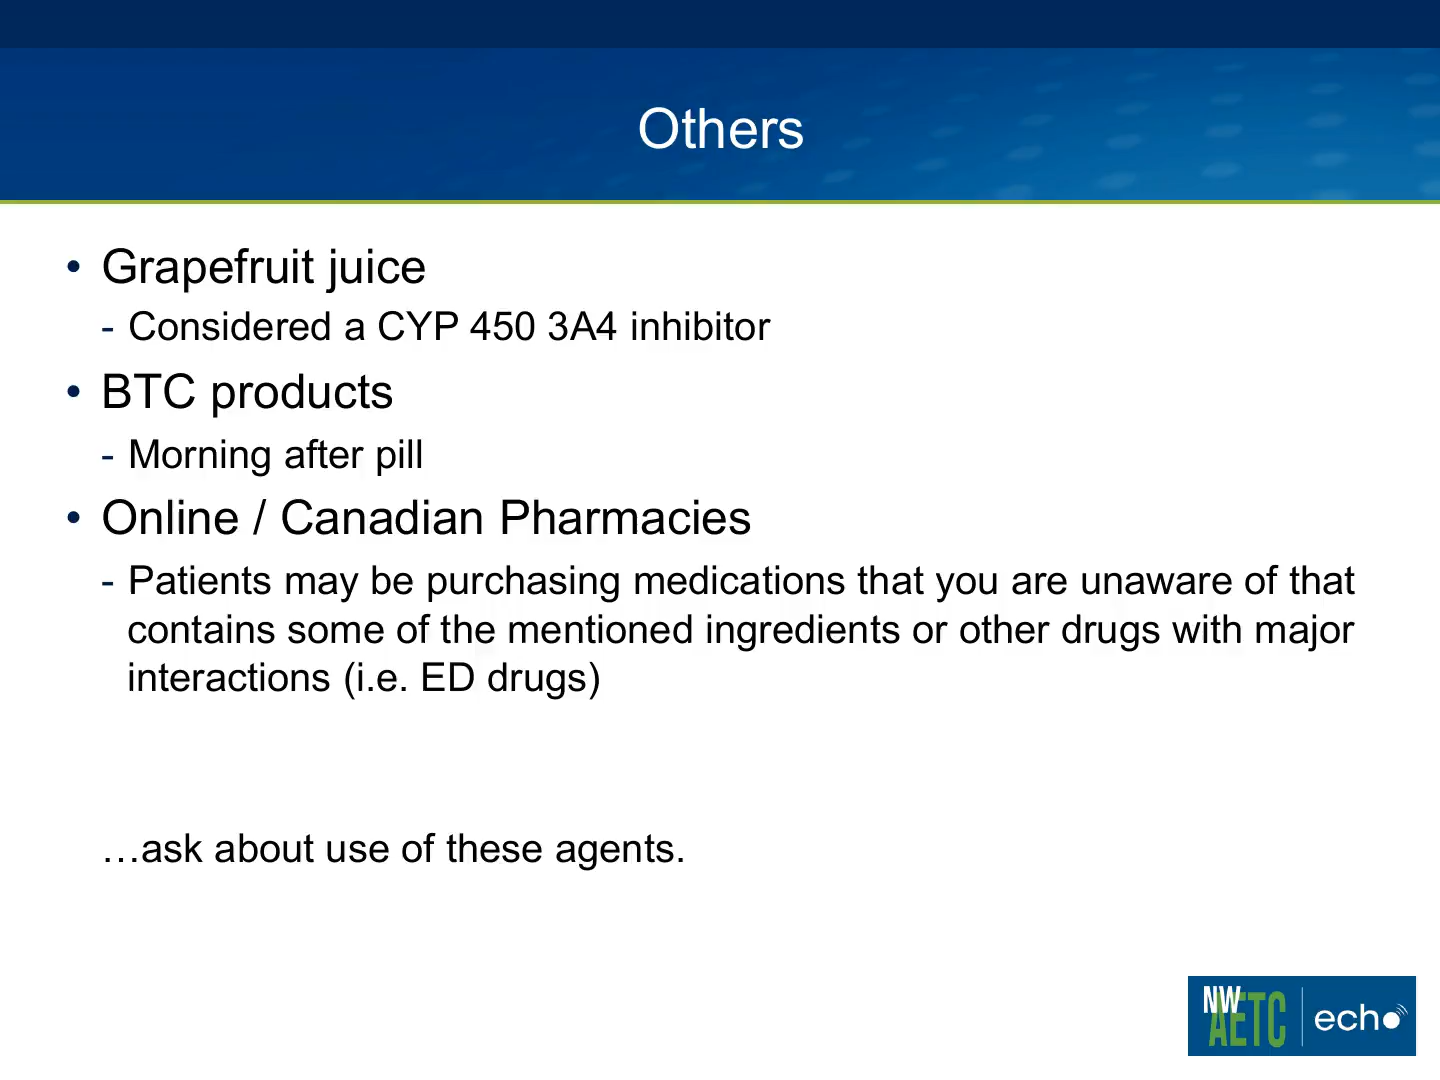 Others
• Grapefruit juice
- Considered a CYP 450 3A4 inhibitor
• BTC products
- Morning after pill
• Online / Canadian Pharmacies
- Patients may be purchasing medications that you are unaware of that
contains some of the mentioned ingredients or other drugs with major
interactions (i.e. ED drugs)
…ask about use of these agents.
NW
AETC
echo